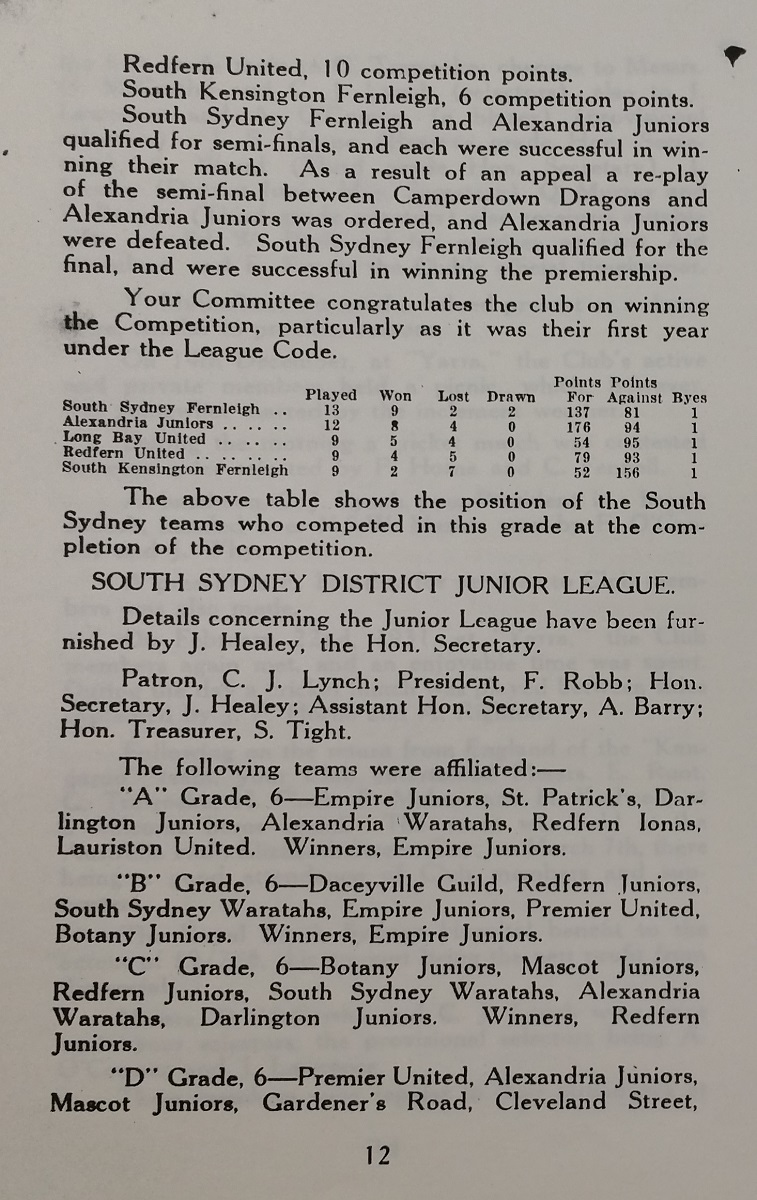 Redfern United, 10 competition points.
South Kensington Fernleigh, 6 competition points.
South Sydney Fernleigh and Alexandria Juniors
qualified for semi-finals, and each were successful in win-
ning their match. As a result of an appeal a re-play
of the semi-final between Camperdown Dragons and
Alexandria Juniors was ordered, and Alexandria Juniors
were defeated. South Sydney Fernleigh qualified for the
final, and were successful in winning the premiership.
Your Committee congratulates the club on winning
the Competition, particularly as it was their first year
under the League Code.
Points Points
Played Won Lost Drawn For Against Byes
South Sydney Fernleigh .. 13 9 2 2 137 81 1
Alexandria Juniors ...... 12 8 4 0 176 94 1
Long Bay United ...... 9 5 4 0 54 95 1
Redfern United ........ 9 4 5 0 79 93 1
South Kensington Fernleigh 9 2 7 0 52 156 1
The above table shows the position of the South
Sydney teams who competed in this grade at the com-
pletion of the competition.
SOUTH SYDNEY DISTRICT JUNIOR LEAGUE.
Details concerning the Junior League have been fur-
nished by J. Healey, the Hon. Secretary.
Patron, C. J. Lynch; President, F. Robb; Hon.
Secretary, J. Healey; Assistant Hon. Secretary, A. Barry;
Hon. Treasurer, S. Tight.
The following teams were affiliated:—
"A" Grade, 6—Empire Juniors, St. Patrick's, Dar-
lington Juniors, Alexandria Waratahs, Redfern Ionas,
Lauriston United. Winners, Empire Juniors.
"B" Grade, 6—Daceyville Guild, Redfern Juniors,
South Sydney Waratahs, Empire Juniors, Premier United,
Botany Juniors. Winners, Empire Juniors.
"C" Grade, 6—Botany Juniors, Mascot Juniors,
Redfern Juniors, South Sydney Waratahs, Alexandria
Waratahs, Darlington Juniors. Winners, Redfern
Juniors.
"D" Grade, 6—Premier United, Alexandria Juniors,
Mascot Juniors, Gardener's Road, Cleveland Street,
12